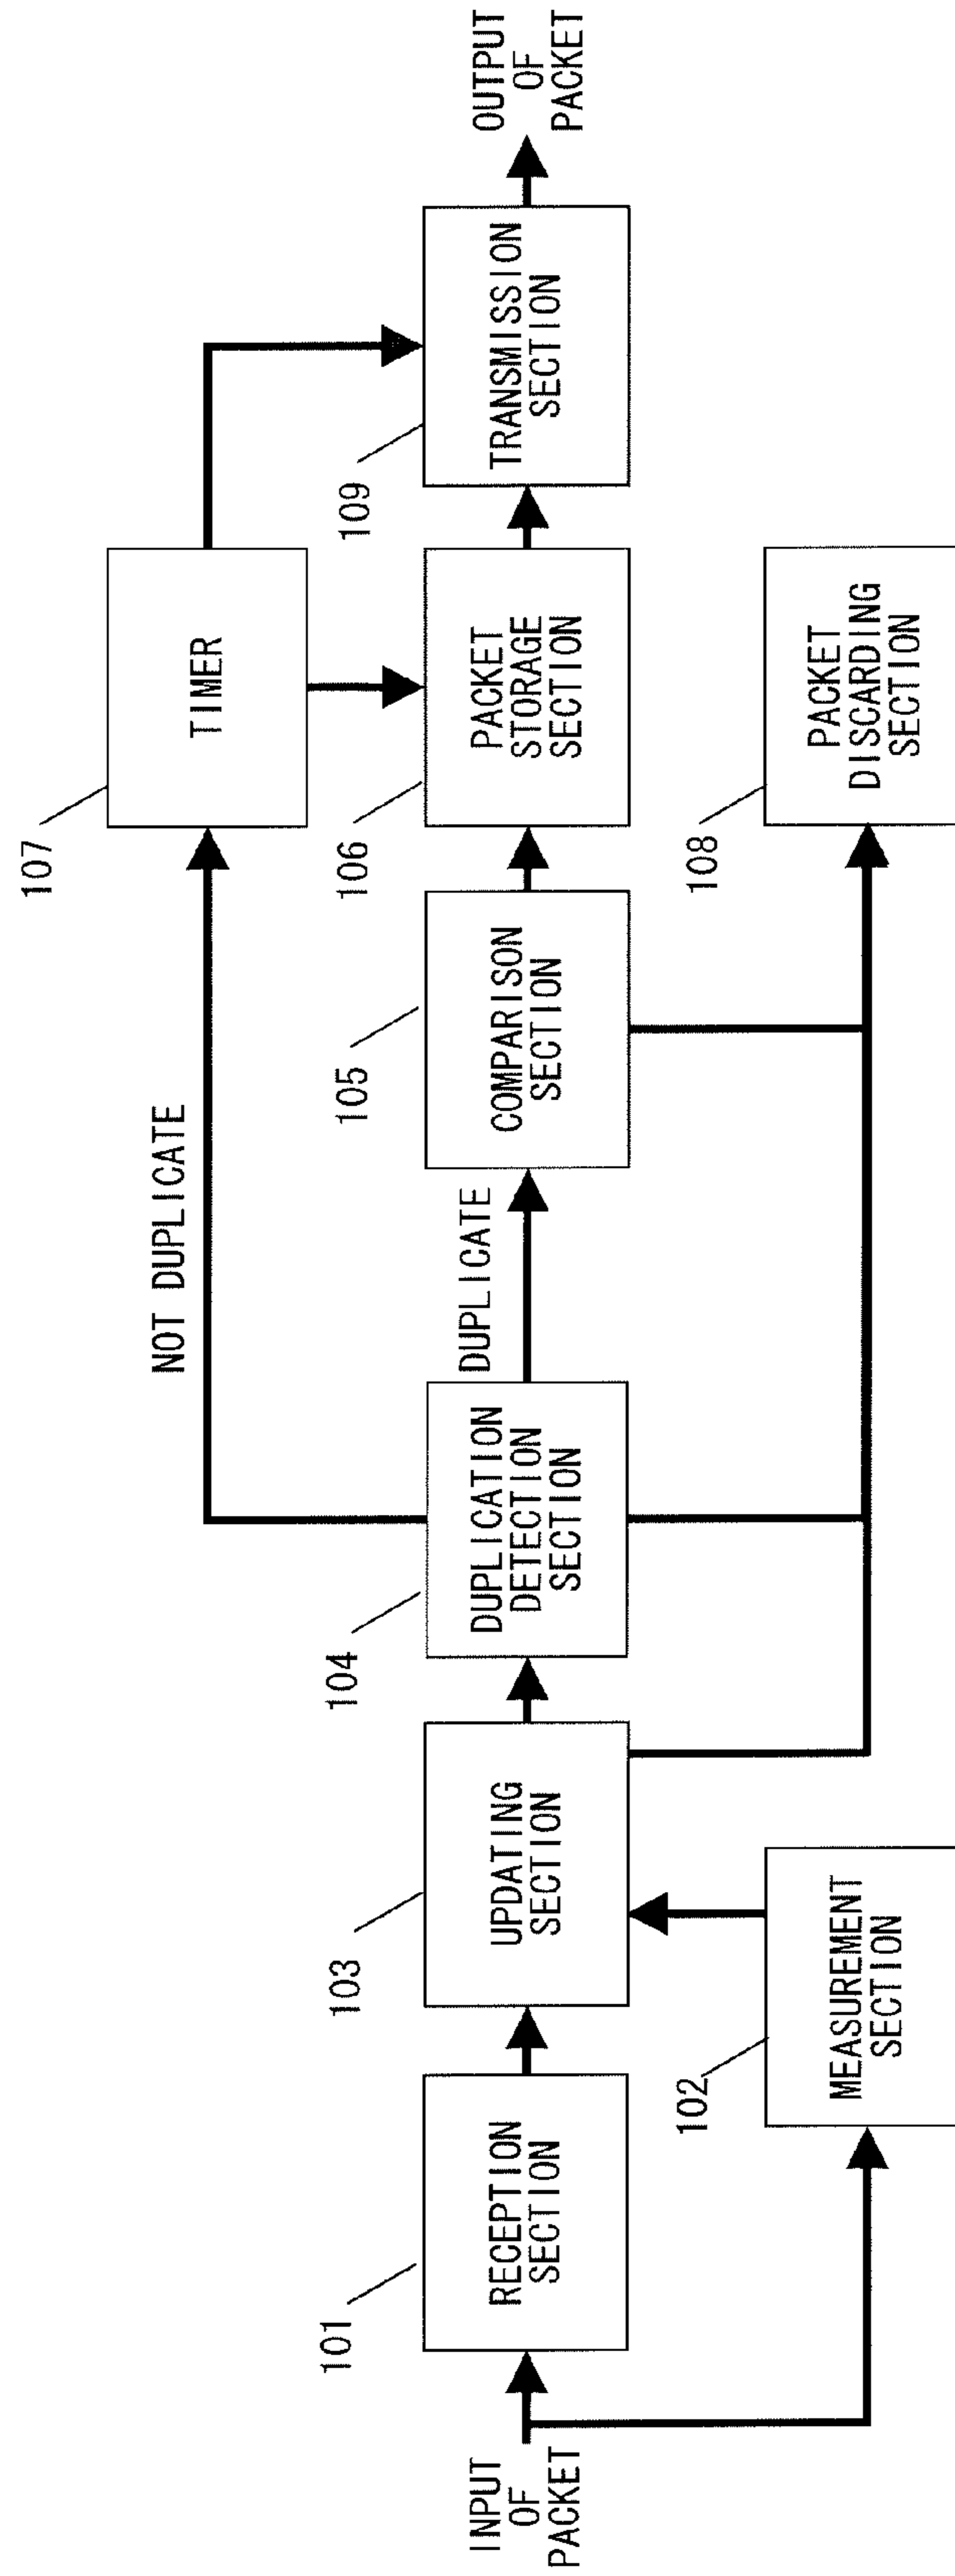 INPUT
OF
PACKET
101
RECEPTION
SECTION
102
MEASUREMENT
SECTION
103
UPDATING
SECTION
104
DUPLICATION
DETECTION
SECTION
NOT DUPLICATE
DUPLICATE
105
COMPARISON
SECTION
107
TIMER
106
PACKET
STORAGE
SECTION
108
PACKET
DISCARDING
SECTION
109
TRANSMISSION
SECTION
OUTPUT
OF
PACKET